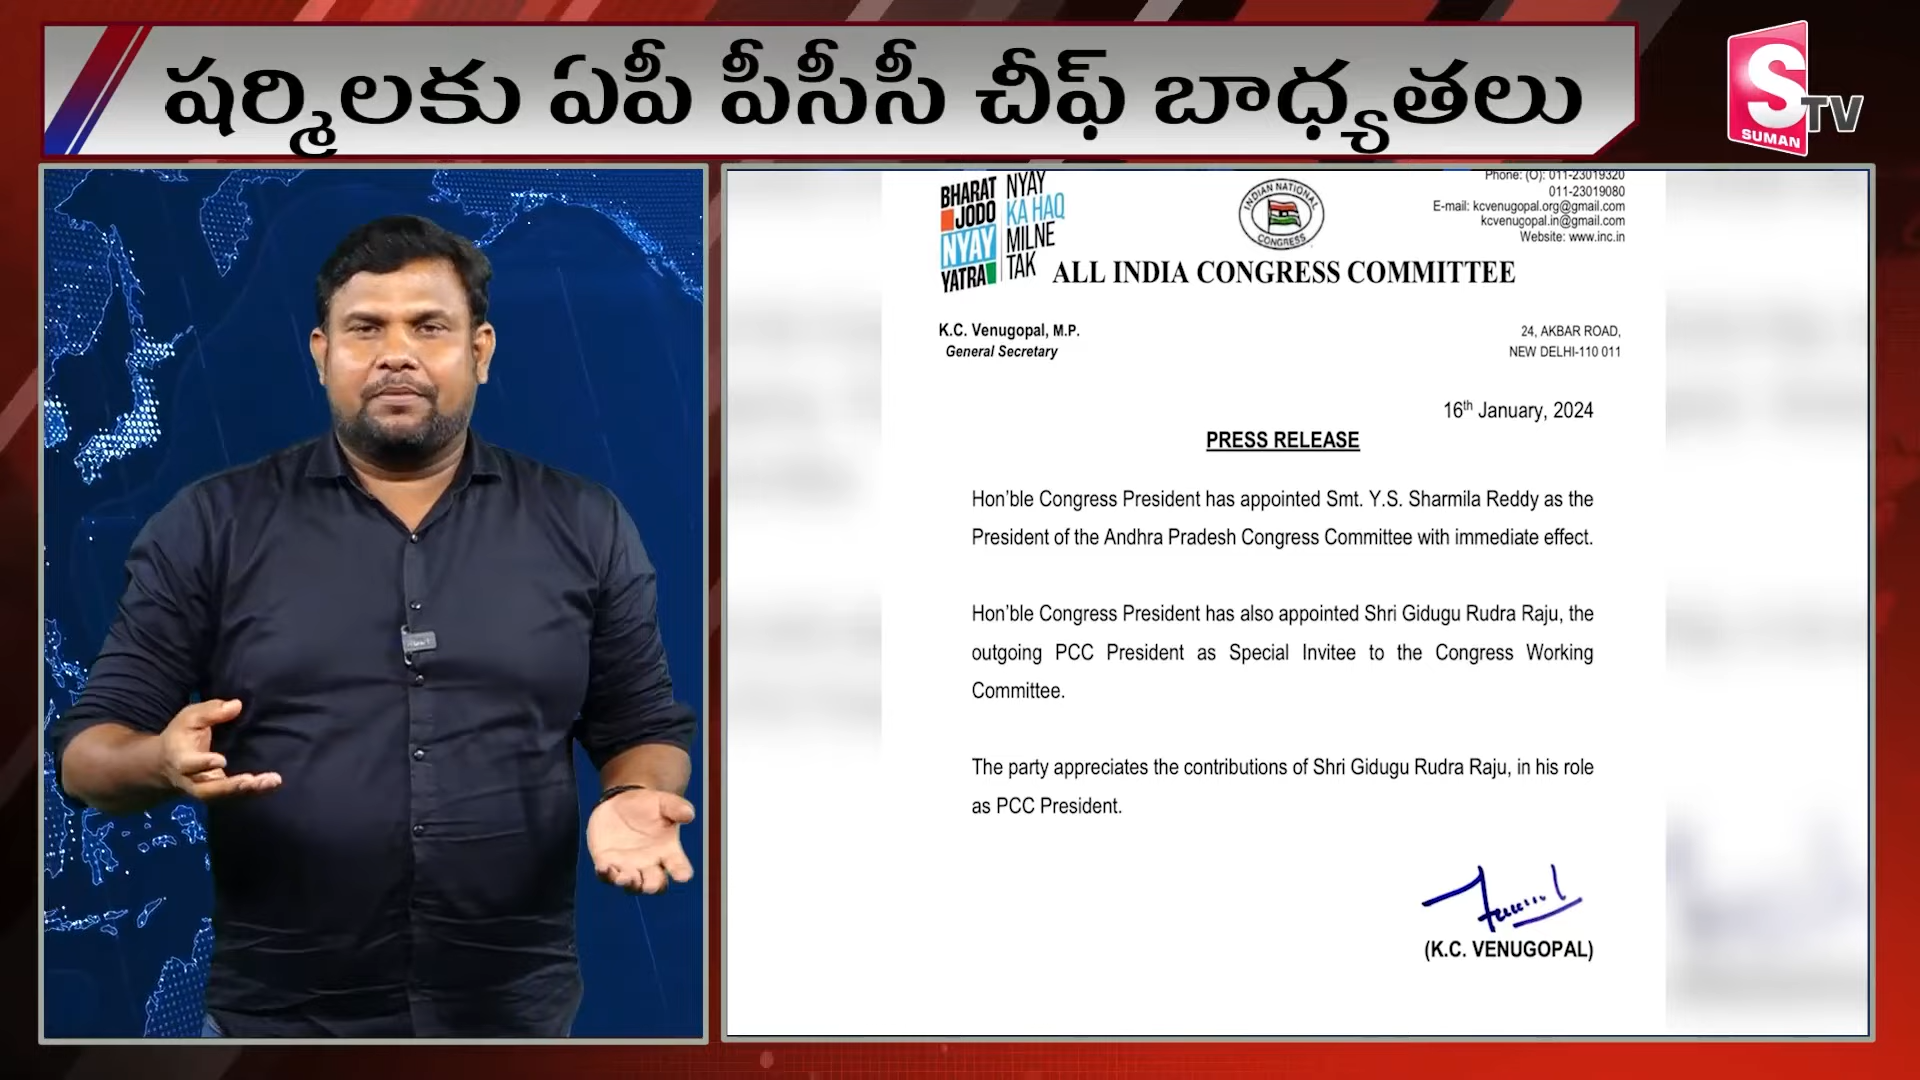 షర్మిలకు ఏపీ పీసీసీ చీఫ్ బాధ్యతలు
S
TV
SUMAN
BHARAT
JODO
NYAY
YATRA
NYAY
KA HAQ
MILNE
TAK
INDIAN NATIONAL
CONGRESS
Phone: (O): 011-23019320
011-23019080
E-mail: kcvenugopal.org@gmail.com
kcvenugopal.in@gmail.com
Website: www.inc.in
ALL INDIA CONGRESS COMMITTEE
K.C. Venugopal, M.P.
General Secretary
24, AKBAR ROAD,
NEW DELHI-110 011
16th January, 2024
PRESS RELEASE
Hon'ble Congress President has appointed Smt. Y.S. Sharmila Reddy as the
President of the Andhra Pradesh Congress Committee with immediate effect.
Hon'ble Congress President has also appointed Shri Gidugu Rudra Raju, the
outgoing PCC President as Special Invitee to the Congress Working
Committee.
The party appreciates the contributions of Shri Gidugu Rudra Raju, in his role
as PCC President.
(K.C. VENUGOPAL)